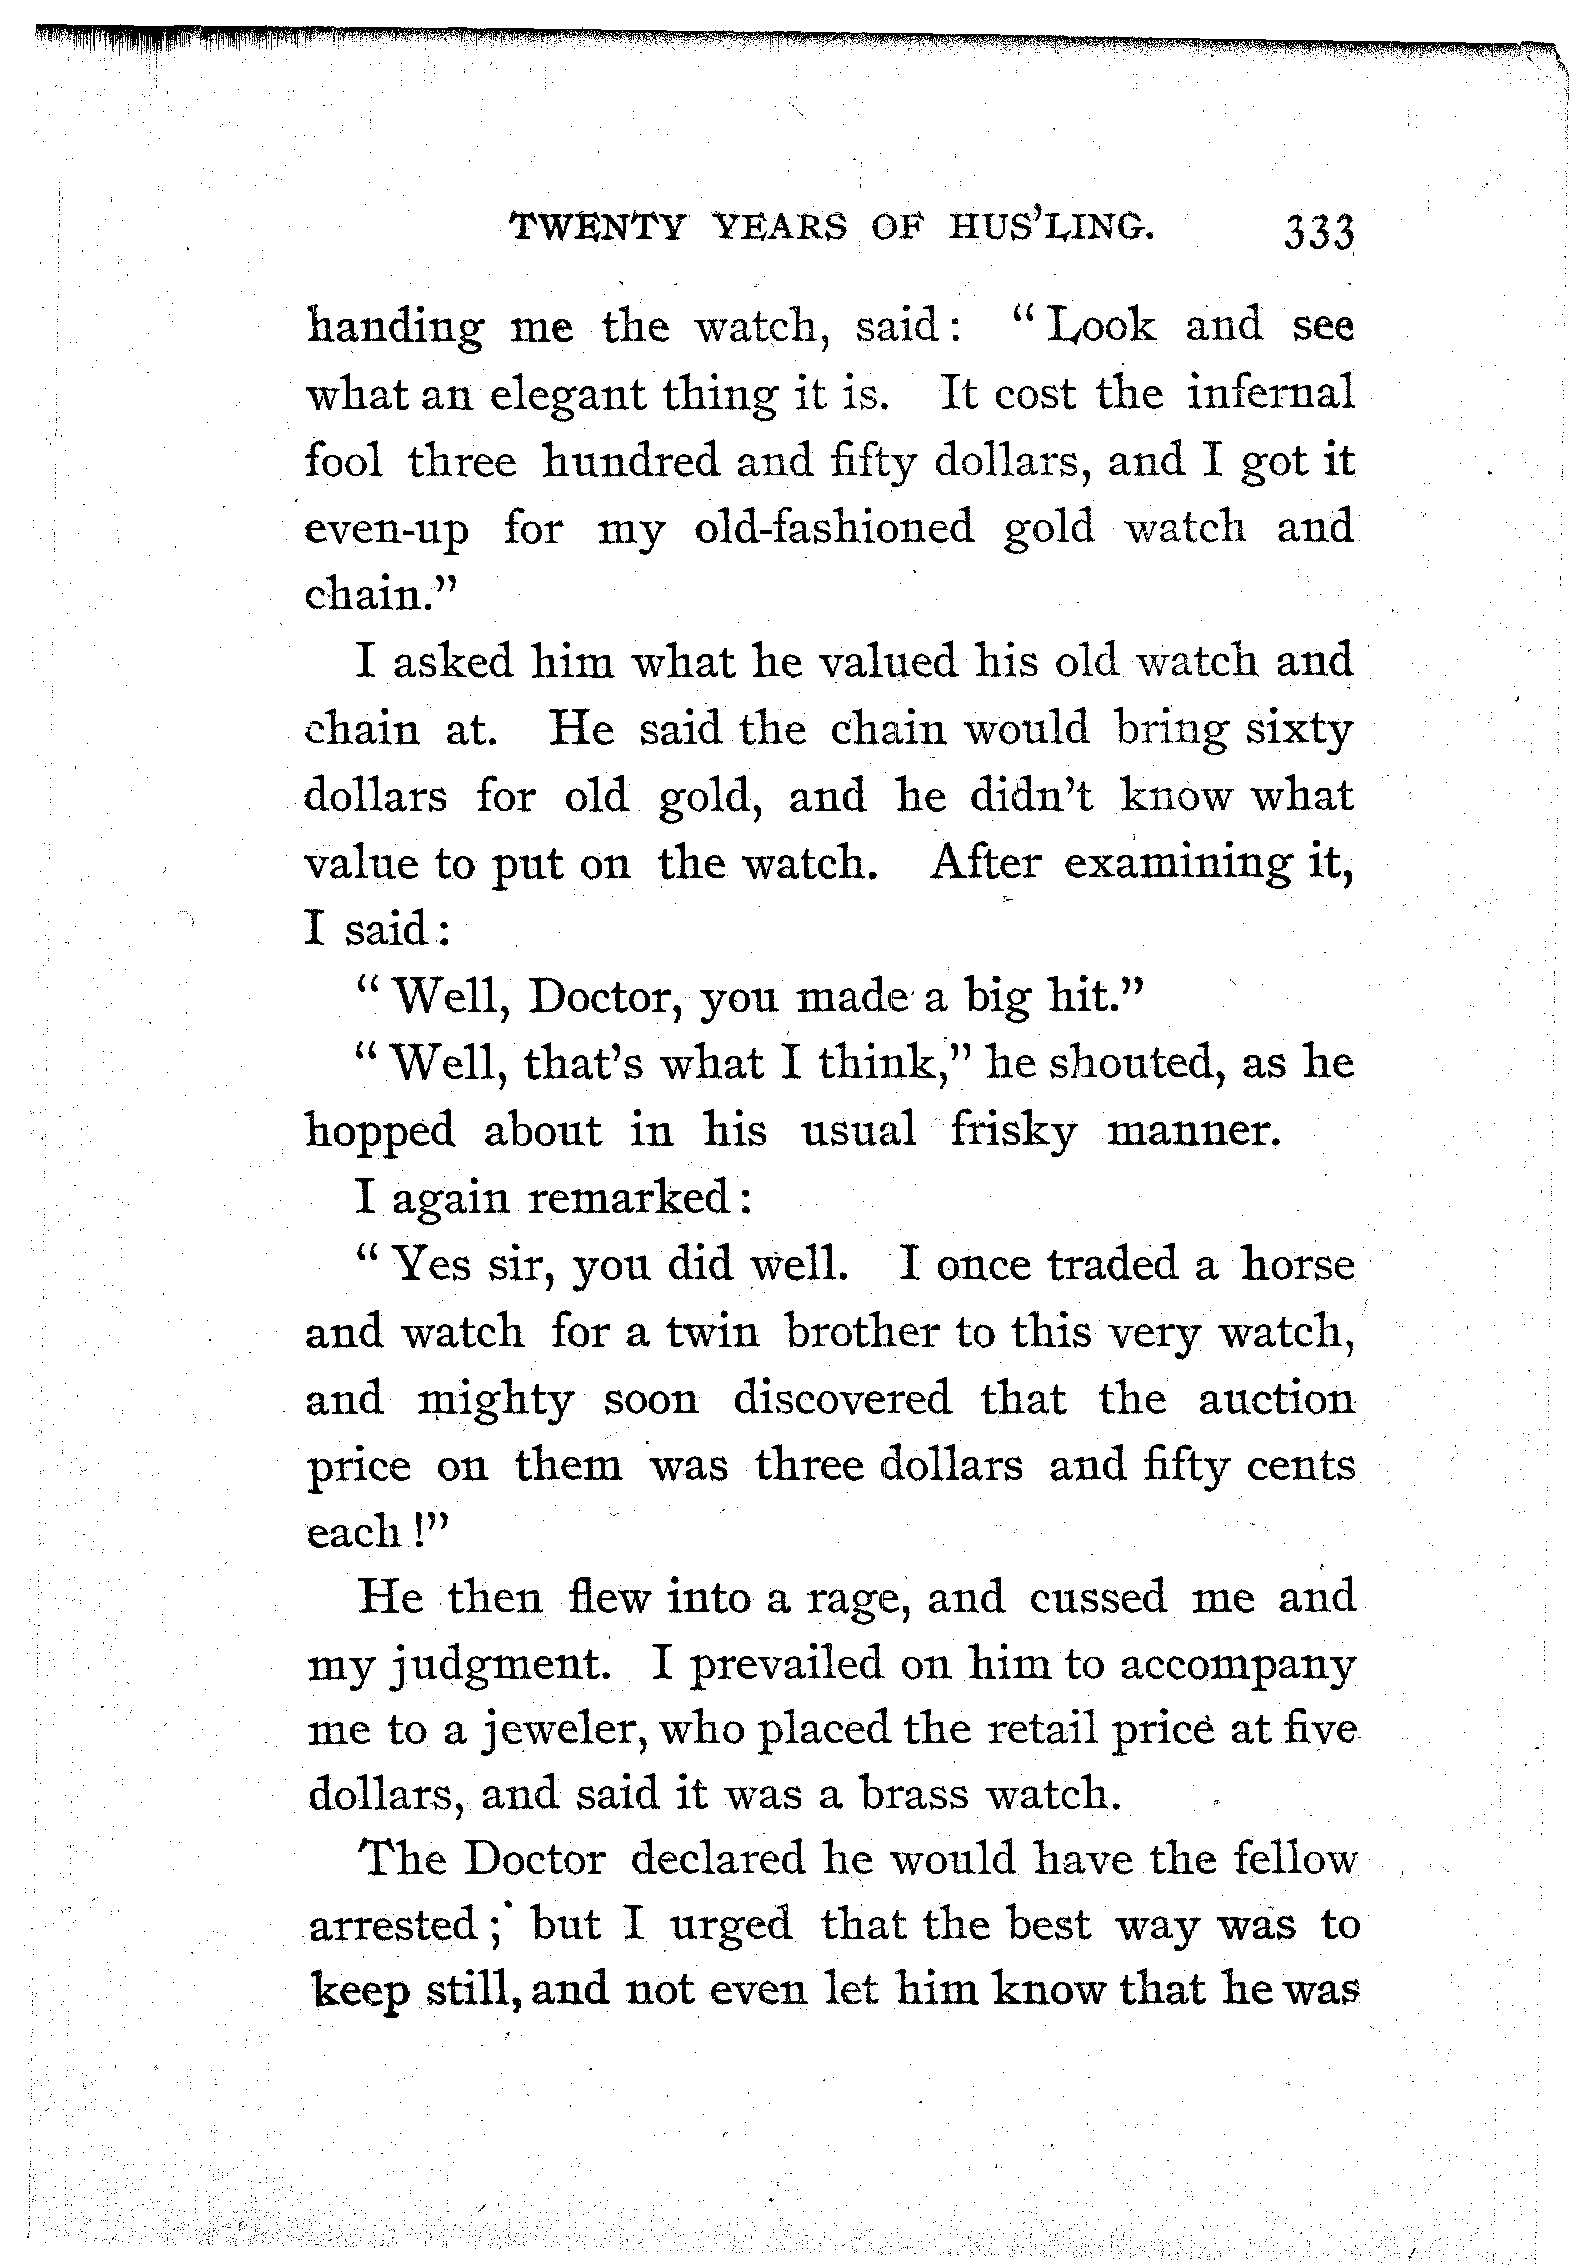 TWENTY YEARS OF HUS'LING. 333
handing me the watch, said: "Look and see
what an elegant thing it is. It cost the infernal
fool three hundred and fifty dollars, and I got it
even-up for my old-fashioned gold watch and
chain."
I asked him what he valued his old watch and
chain at. He said the chain would bring sixty
dollars for old gold, and he didn't know what
value to put on the watch. After examining it,
I said:
"Well, Doctor, you made a big hit."
"Well, that's what I think," he shouted, as he
hopped about in his usual frisky manner.
I again remarked:
"Yes sir, you did well. I once traded a horse
and watch for a twin brother to this very watch,
and mighty soon discovered that the auction
price on them was three dollars and fifty cents
each!"
He then flew into a rage, and cussed me and
my judgment. I prevailed on him to accompany
me to a jeweler, who placed the retail price at five
dollars, and said it was a brass watch.
The Doctor declared he would have the fellow
arrested; but I urged that the best way was to
keep still, and not even let him know that he was